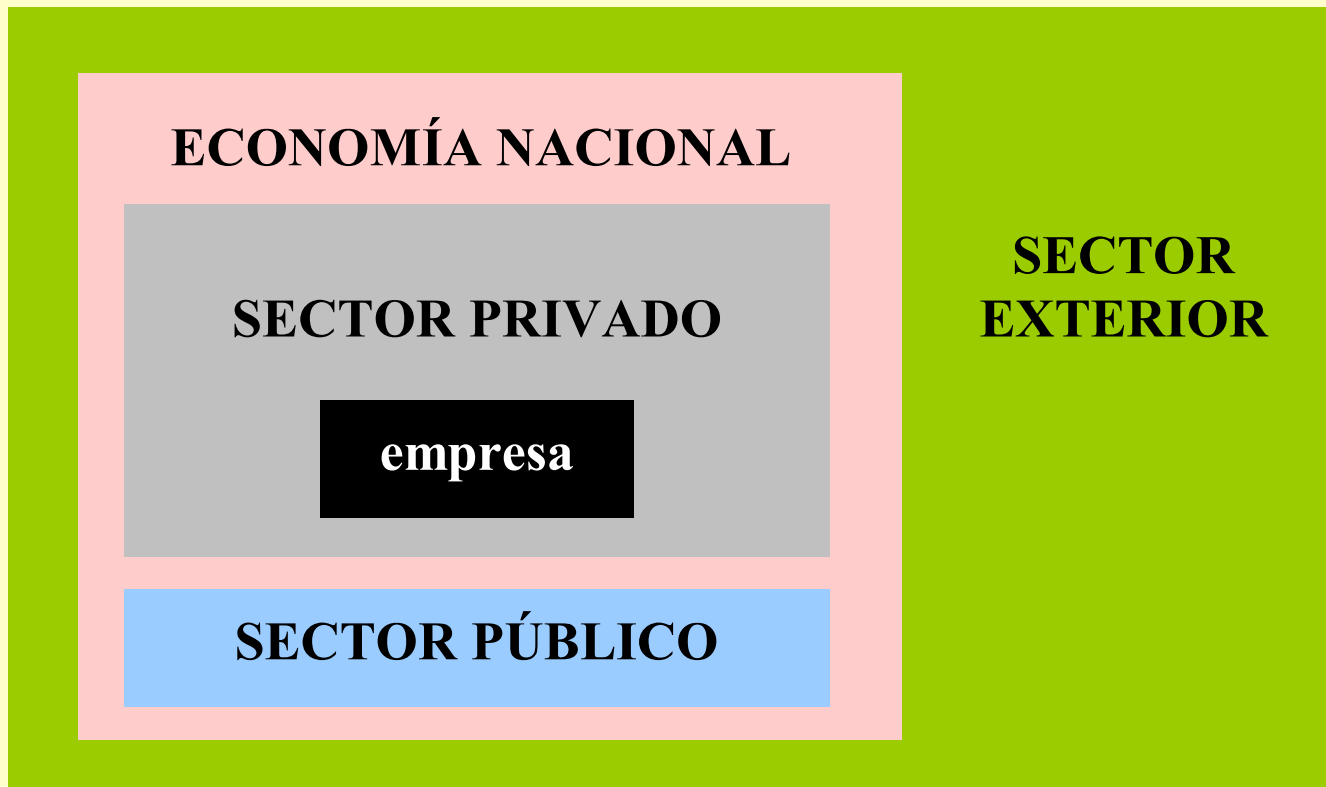 ECONOMÍA NACIONAL
SECTOR PRIVADO
empresa
SECTOR PÚBLICO
SECTOR
EXTERIOR